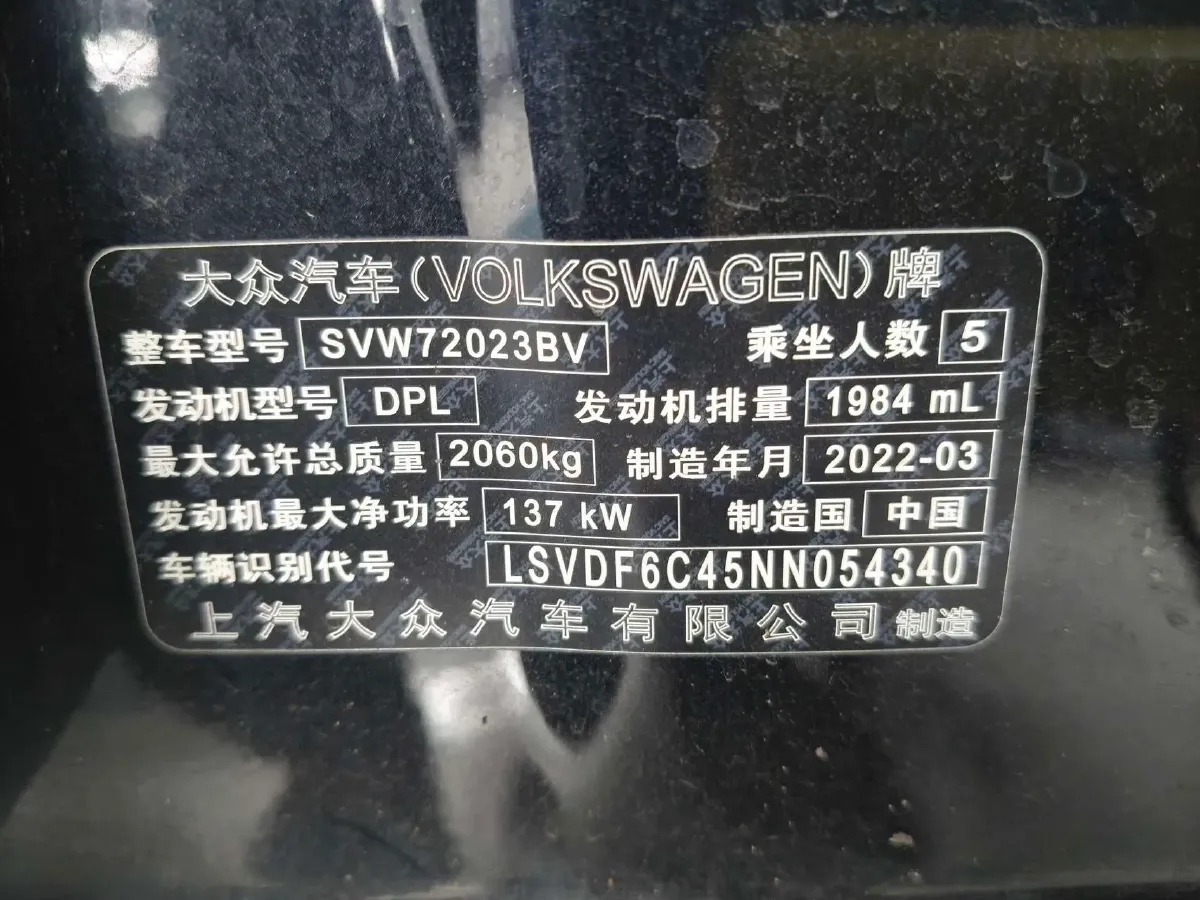 大众汽车(VOLKSWAGEN)牌
整车型号 SVW72023BV 乘坐人数 5
发动机型号 DPL 发动机排量 1984 mL
最大允许总质量 2060kg 制造年月 2022-03
发动机最大净功率 137 kW 制造国 中国
车辆识别代号 LSVDF6C45NN054340
上汽大众汽车有限公司 制造